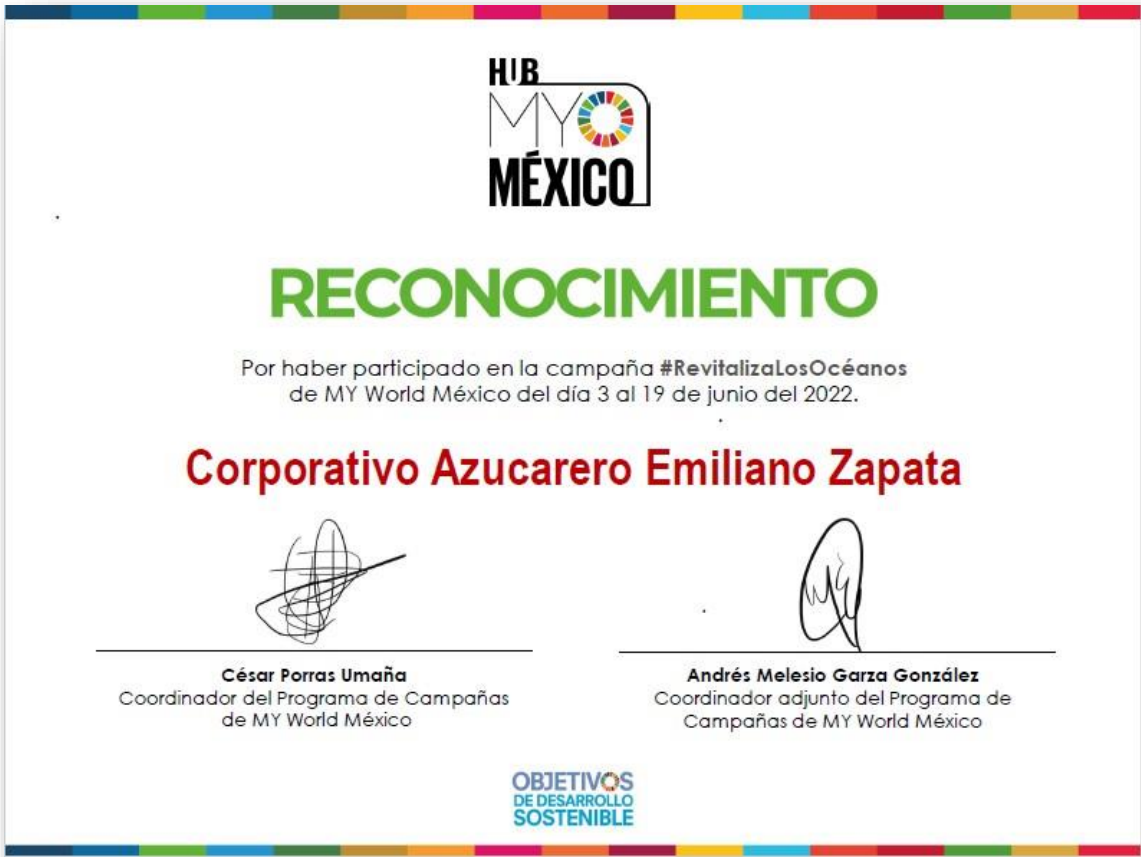 HUB
MY
MÉXICO
RECONOCIMIENTO
Por haber participado en la campaña #RevitalizaLosOcéanos
de MY World México del día 3 al 19 de junio del 2022.
Corporativo Azucarero Emiliano Zapata
César Porras Umaña
Coordinador del Programa de Campañas
de MY World México
Andrés Melesio Garza González
Coordinador adjunto del Programa de
Campañas de MY World México
OBJETIVOS
DE DESARROLLO
SOSTENIBLE